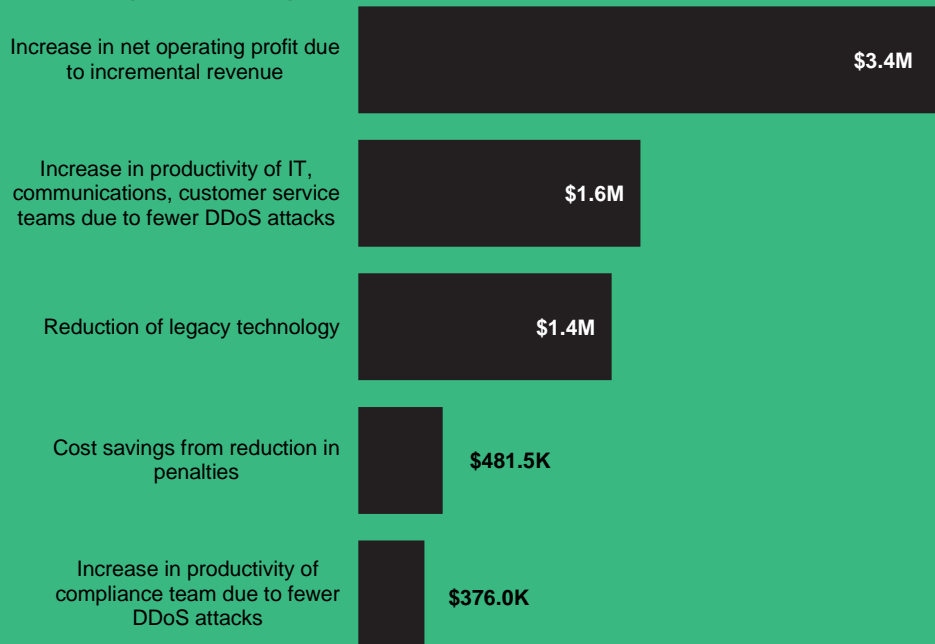 Increase in net operating profit due
to incremental revenue
$3.4M
Increase in productivity of IT,
communications, customer service
teams due to fewer DDoS attacks
$1.6M
Reduction of legacy technology
$1.4M
Cost savings from reduction in
penalties
$481.5K
Increase in productivity of
compliance team due to fewer
DDoS attacks
$376.0K